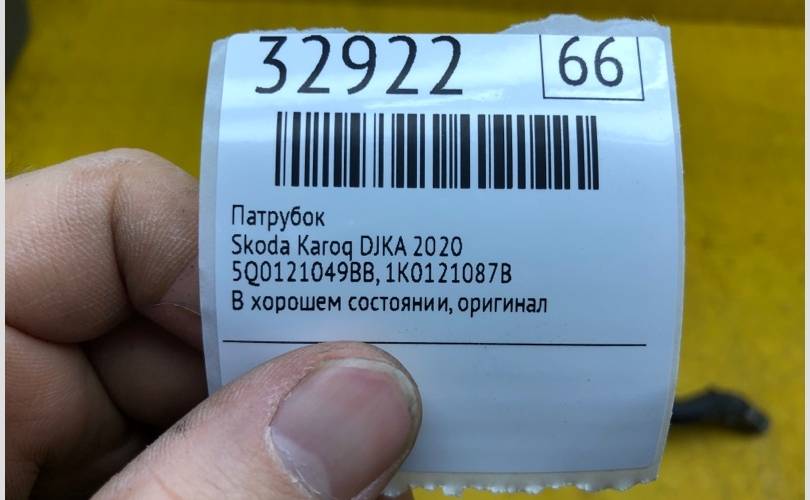 32922
66
Патрубок
Skoda Karoq DJKA 2020
5Q0121049BB, 1K0121087B
В хорошем состоянии, оригинал